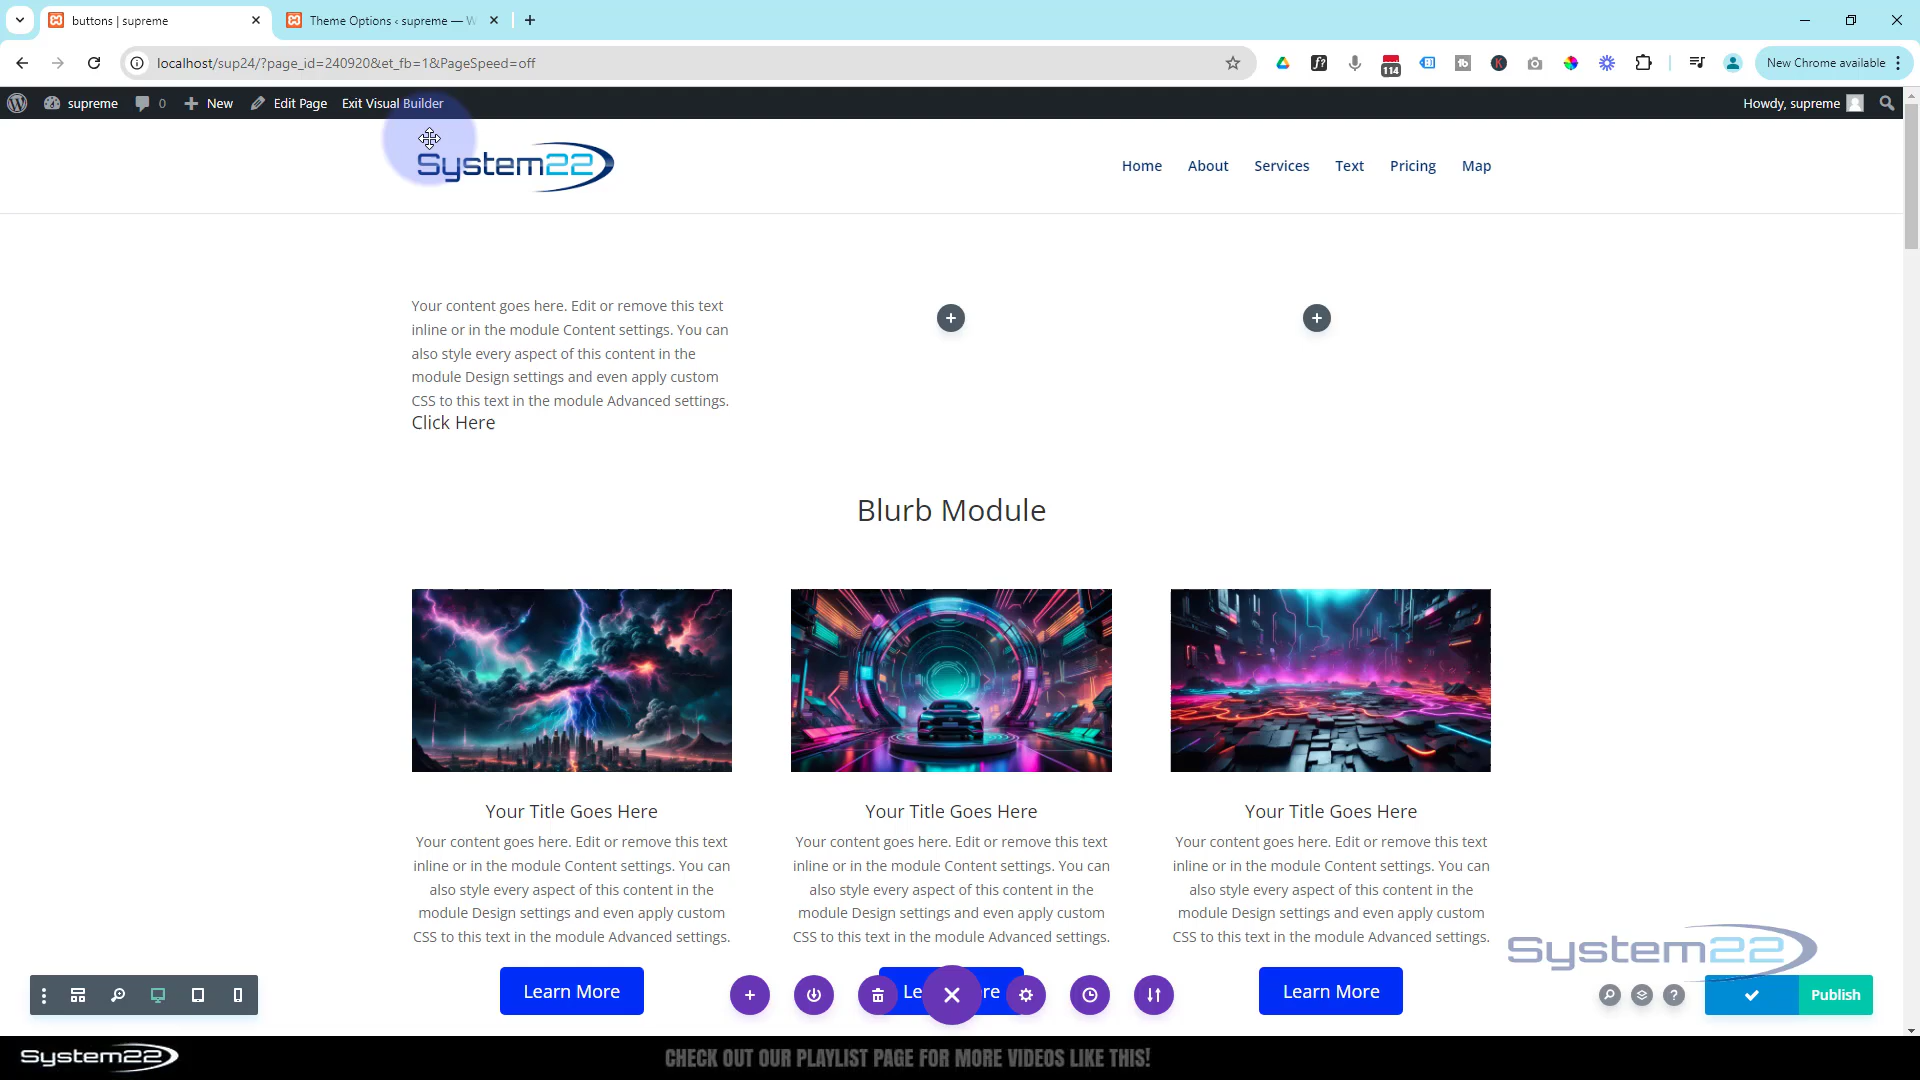 buttons | supreme
Theme Options ‹ supreme — W
localhost/sup24/?page_id=240920&et_fb=1&PageSpeed=off
114
New Chrome available
supreme
0
New
Edit Page
Exit Visual Builder
Howdy, supreme
System22
Home
About
Services
Text
Pricing
Map
Your content goes here. Edit or remove this text
inline or in the module Content settings. You can
also style every aspect of this content in the
module Design settings and even apply custom
CSS to this text in the module Advanced settings.
Click Here
Blurb Module
Your Title Goes Here
Your content goes here. Edit or remove this text
inline or in the module Content settings. You can
also style every aspect of this content in the
module Design settings and even apply custom
CSS to this text in the module Advanced settings.
Learn More
Your Title Goes Here
Your content goes here. Edit or remove this text
inline or in the module Content settings. You can
also style every aspect of this content in the
module Design settings and even apply custom
CSS to this text in the module Advanced settings.
Your Title Goes Here
Your content goes here. Edit or remove this text
inline or in the module Content settings. You can
also style every aspect of this content in the
module Design settings and even apply custom
CSS to this text in the module Advanced settings.
Learn More
System22
Publish
System22
CHECK OUT OUR PLAYLIST PAGE FOR MORE VIDEOS LIKE THIS!